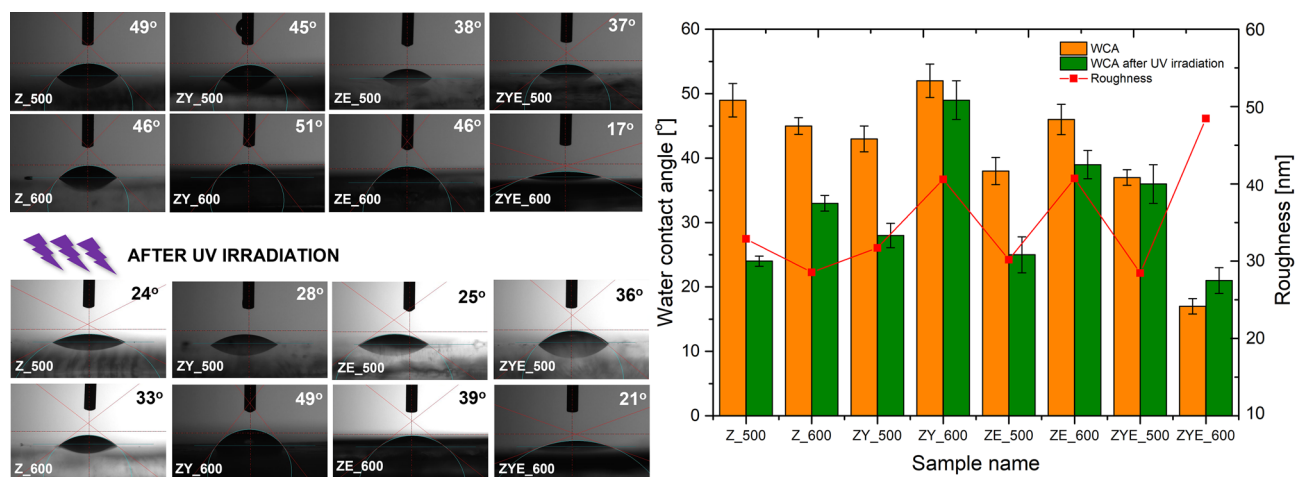 49° 45° 38° 37°
Z_500 ZY_500 ZE_500 ZYE_500
46° 51° 46° 17°
Z_600 ZY_600 ZE_600 ZYE_600
AFTER UV IRRADIATION
24° 28° 25° 36°
Z_500 ZY_500 ZE_500 ZYE_500
33° 49° 39° 21°
Z_600 ZY_600 ZE_600 ZYE_600
WCA
WCA after UV irradiation
Roughness
Water contact angle [°]
60
50
40
30
20
10
0
Roughness [nm]
60
50
40
30
20
10
Z_500 Z_600 ZY_500 ZY_600 ZE_500 ZE_600 ZYE_500 ZYE_600
Sample name